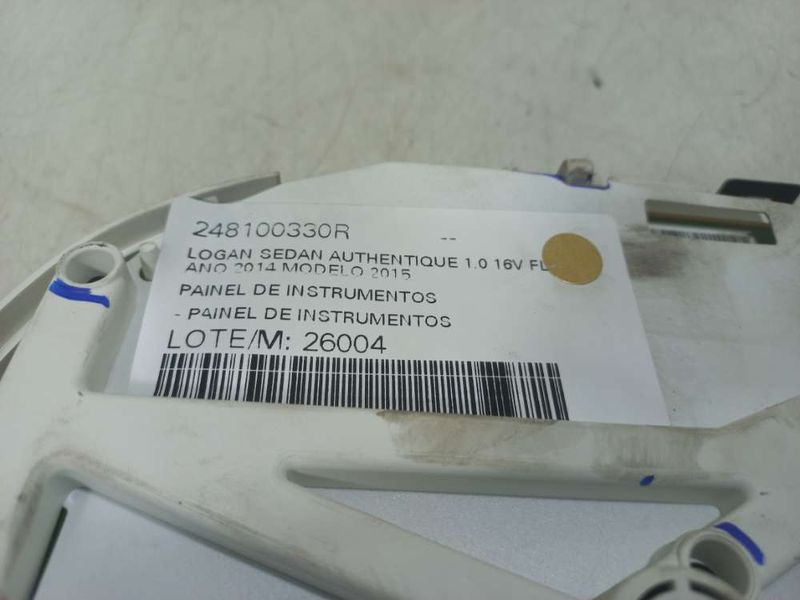 248100330R --
LOGAN SEDAN AUTHENTIQUE 1.0 16V
ANO 2014 MODELO 2015
PAINEL DE INSTRUMENTOS
- PAINEL DE INSTRUMENTOS
LOTE/M: 26004